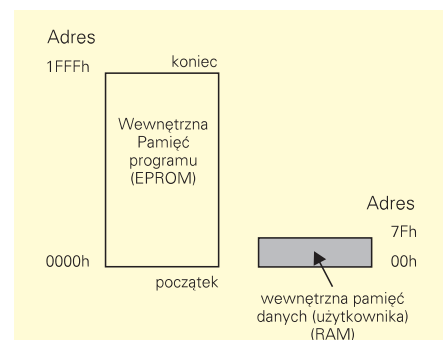 Adres
1FFFh
koniec
Wewnętrzna
Pamięć
programu
(EPROM)
0000h
początek
Adres
7Fh
00h
wewnętrzna pamięć
danych (użytkownika)
(RAM)